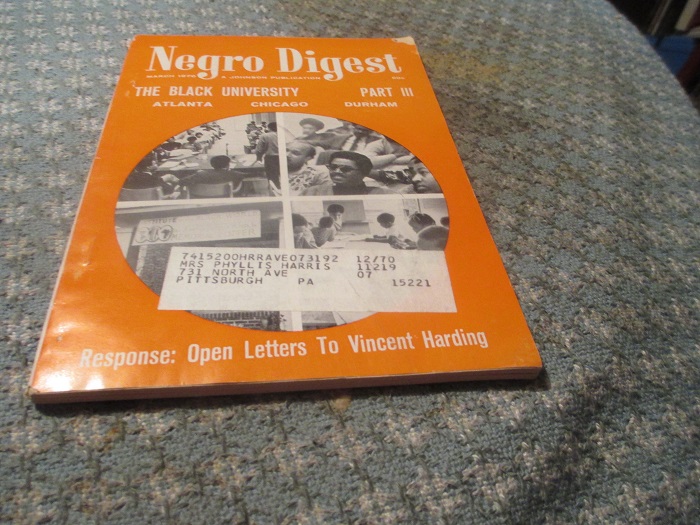 Negro Digest
MARCH 1970 A JOHNSON PUBLICATION
THE BLACK UNIVERSITY PART III
ATLANTA CHICAGO DURHAM
7415200HRRAVE073192 12/70
MRS PHYLLIS HARRIS 11219
731 NORTH AVE 07
PITTSBURGH PA 15221
Response: Open Letters To Vincent Harding